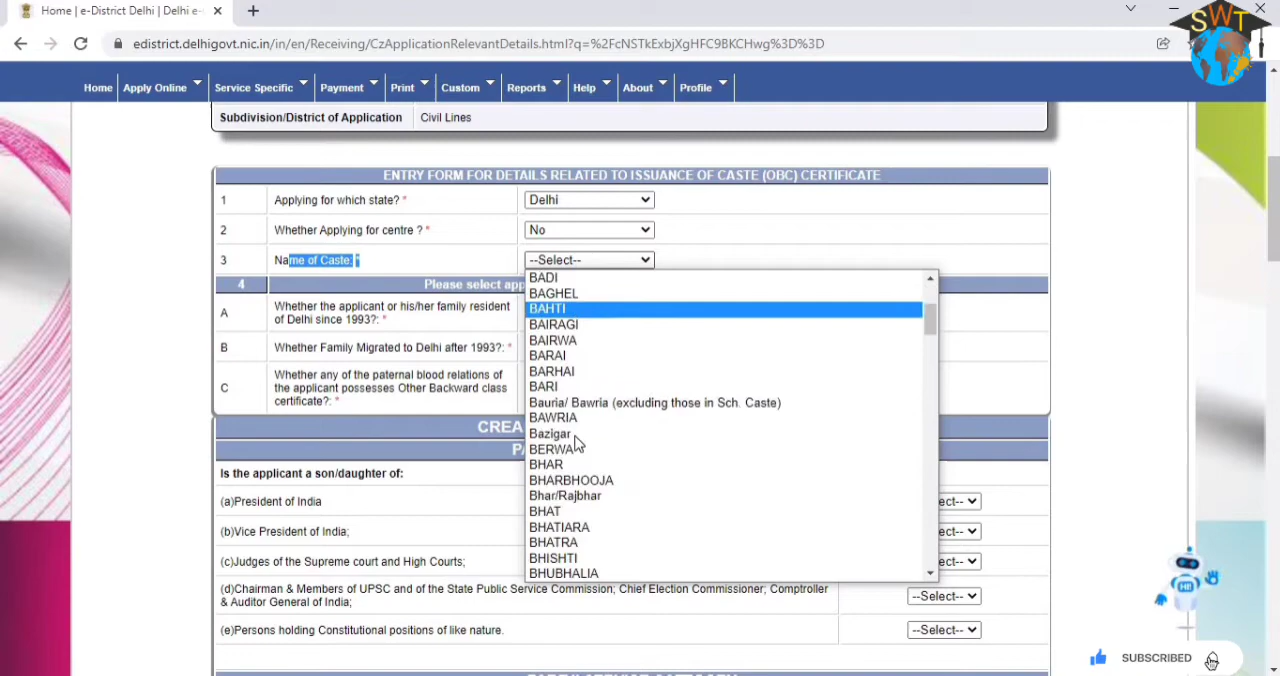 Home | e-District Delhi | Delhi e-
SWT
edistrict.delhigovt.nic.in/en/Receiving/CzApplicationRelevantDetails.html?q=%2FcNSTkExbjXgHFC9BKCHwg%3D%3D
Home Apply Online Service Specific Payment Print Custom Reports Help About Profile
Subdivision/District of Application Civil Lines
ENTRY FORM FOR DETAILS RELATED TO ISSUANCE OF CASTE (OBC) CERTIFICATE
1 Applying for which state? * Delhi
2 Whether Applying for centre ? * No
3 Name of Caste: * --Select--
4 Please select app
A Whether the applicant or his/her family resident
of Delhi since 1993?: *
B Whether Family Migrated to Delhi after 1993?: *
C Whether any of the paternal blood relations of
the applicant possesses Other Backward class
certificate?: *
BADI
BAGHEL
BAHTI
BAIRAGI
BAIRWA
BARAI
BARHAI
BARI
Bauria/ Bawria (excluding those in Sch. Caste)
BAWRIA
Bazigar
BERWA
BHAR
BHARBHOOJA
Bhar/Rajbhar
BHAT
BHATIARA
BHATRA
BHISHTI
BHUBHALIA
CREA
Is the applicant a son/daughter of:
(a)President of India ect--
(b)Vice President of India; ect--
(c)Judges of the Supreme court and High Courts; ect--
(d)Chairman & Members of UPSC and of the State Public Service Commission; Chief Election Commissioner; Comptroller
& Auditor General of India; --Select--
(e)Persons holding Constitutional positions of like nature. --Select--
HB
SUBSCRIBED